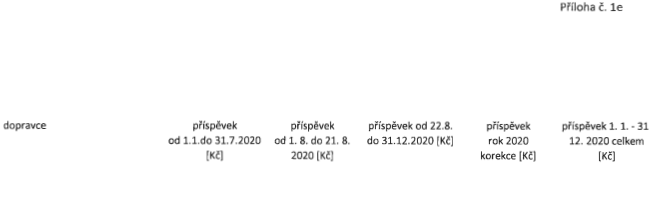 Příloha č. 1e
dopravce
příspěvek
od 1.1.do 31.7.2020
[Kč]
příspěvek
od 1. 8. do 21. 8.
2020 [Kč]
příspěvek od 22.8.
do 31.12.2020 [Kč]
příspěvek
rok 2020
korekce [Kč]
příspěvek 1. 1. - 31
12. 2020 celkem
[Kč]